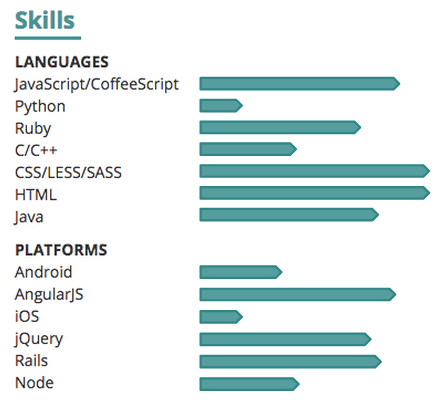 Skills
LANGUAGES
JavaScript/CoffeeScript
Python
Ruby
C/C++
CSS/LESS/SASS
HTML
Java
PLATFORMS
Android
AngularJS
iOS
jQuery
Rails
Node